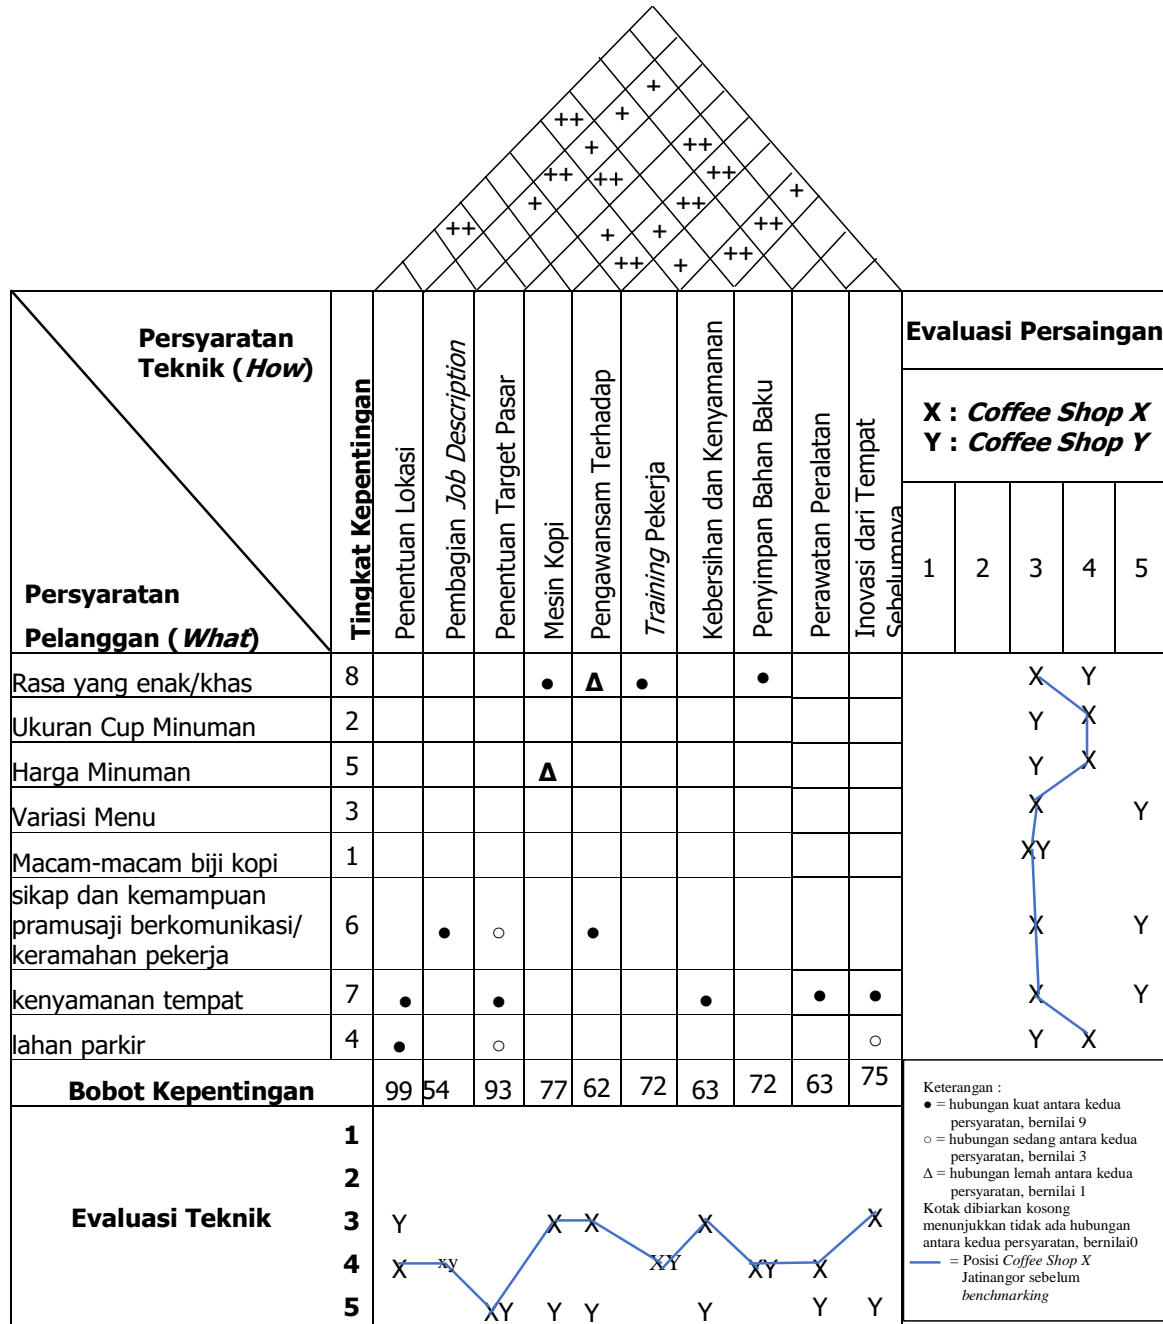 +
++ +
+ ++
++ ++ ++
+ ++ +
++ + + ++
++ + ++
Persyaratan
Teknik (How)
Persyaratan
Pelanggan (What)
Tingkat Kepentingan
Penentuan Lokasi
Pembagian Job Description
Penentuan Target Pasar
Mesin Kopi
Pengawansam Terhadap
Training Pekerja
Kebersihan dan Kenyamanan
Penyimpan Bahan Baku
Perawatan Peralatan
Inovasi dari Tempat
Sebelumnya
Evaluasi Persaingan
X : Coffee Shop X
Y : Coffee Shop Y
1 2 3 4 5
Rasa yang enak/khas 8 ● Δ ● ● X Y
Ukuran Cup Minuman 2 Y X
Harga Minuman 5 Δ Y X
Variasi Menu 3 X Y
Macam-macam biji kopi 1 XY
sikap dan kemampuan
pramusaji berkomunikasi/
keramahan pekerja
6 ● ○ ● X Y
kenyamanan tempat 7 ● ● ● ● ● X Y
lahan parkir 4 ● ○ ○ Y X
Bobot Kepentingan 99 54 93 77 62 72 63 72 63 75
Evaluasi Teknik
1
2
3 Y X X X X
4 X xy XY XY X
5 XY Y Y Y Y Y
Keterangan :
● = hubungan kuat antara kedua
persyaratan, bernilai 9
○ = hubungan sedang antara kedua
persyaratan, bernilai 3
Δ = hubungan lemah antara kedua
persyaratan, bernilai 1
Kotak dibiarkan kosong
menunjukkan tidak ada hubungan
antara kedua persyaratan, bernilai0
= Posisi Coffee Shop X
Jatinangor sebelum
benchmarking